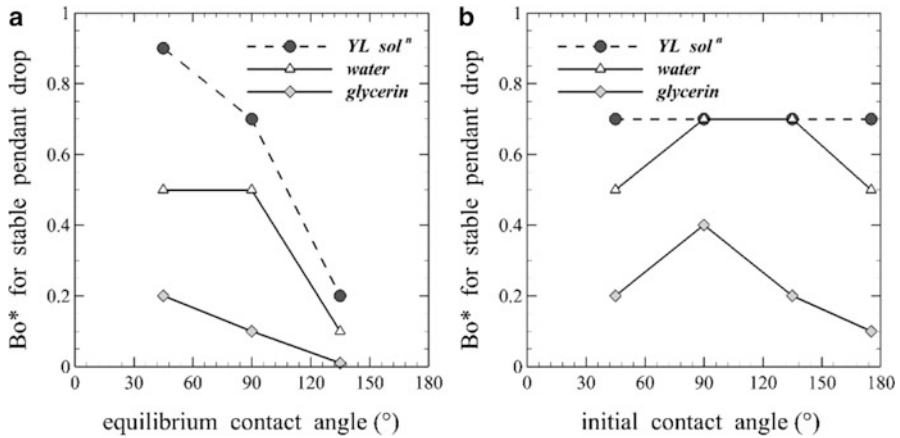 a
1
0.8
0.6
0.4
0.2
0
Bo* for stable pendant drop
YL solⁿ
water
glycerin
0 30 60 90 120 150 180
equilibrium contact angle (°)
b
1
0.8
0.6
0.4
0.2
0
Bo* for stable pendant drop
YL solⁿ
water
glycerin
0 30 60 90 120 150 180
initial contact angle (°)